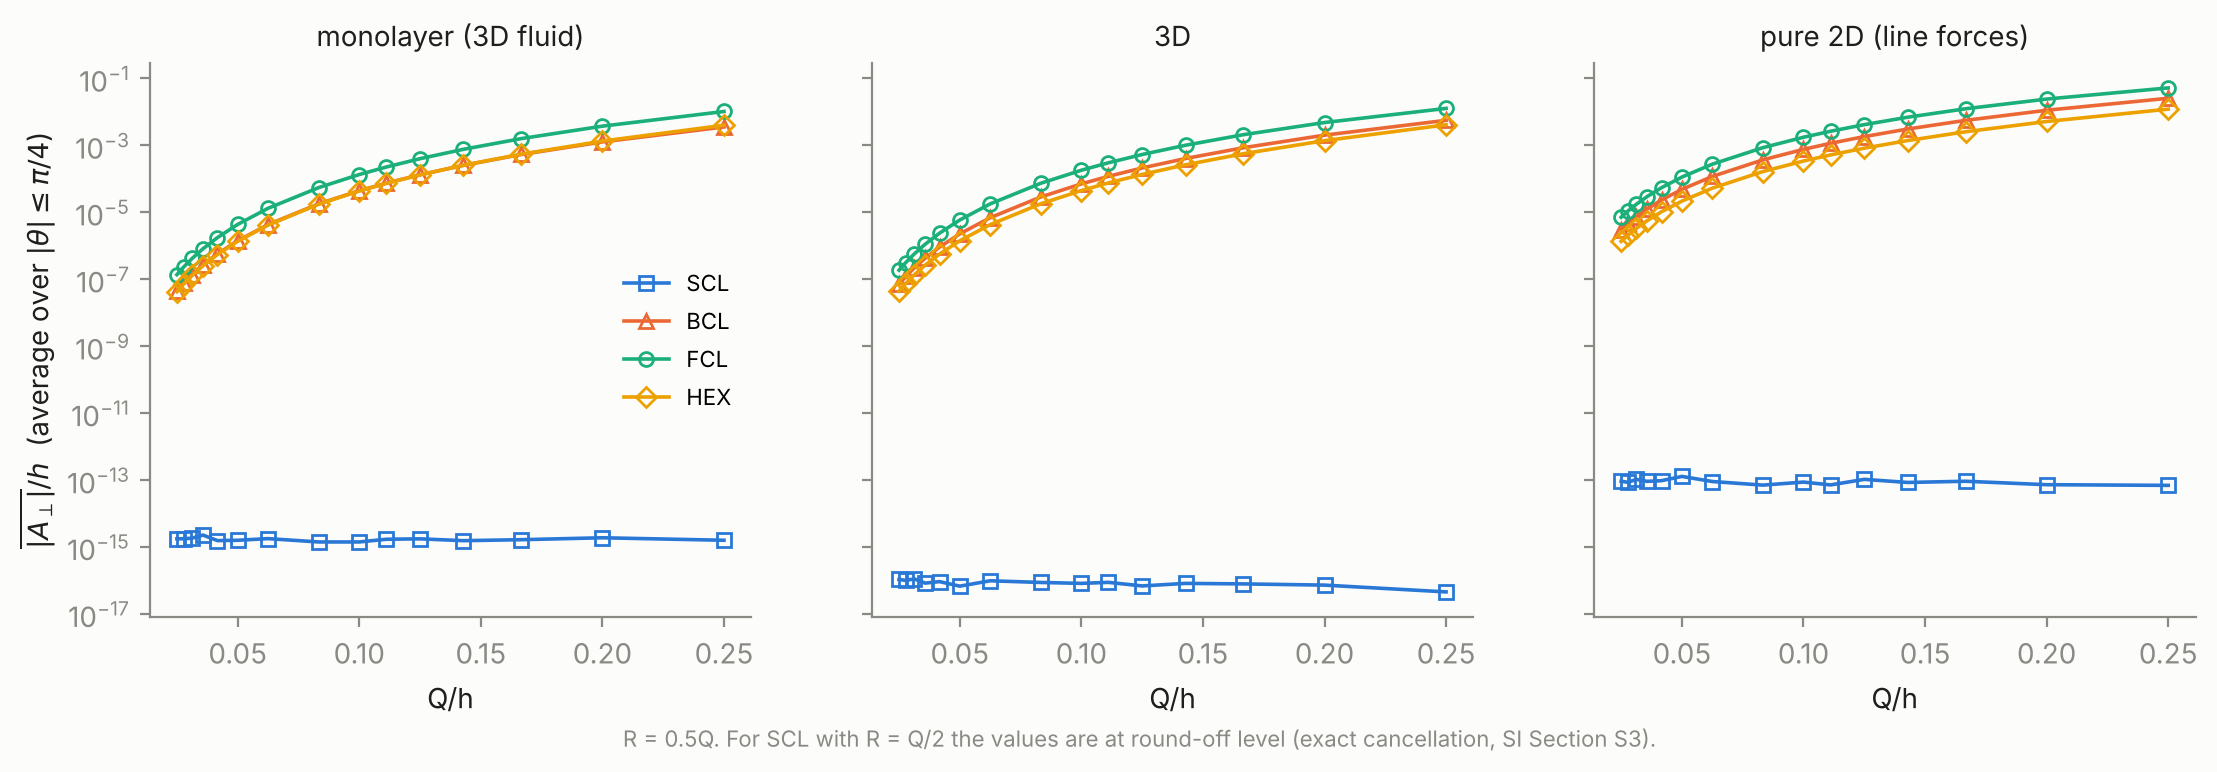 monolayer (3D fluid)
3D
pure 2D (line forces)
|A⊥|/h (average over |θ| ≤ π/4)
10⁻¹
10⁻³
10⁻⁵
10⁻⁷
10⁻⁹
10⁻¹¹
10⁻¹³
10⁻¹⁵
10⁻¹⁷
SCL
BCL
FCL
HEX
0.05 0.10 0.15 0.20 0.25
0.05 0.10 0.15 0.20 0.25
0.05 0.10 0.15 0.20 0.25
Q/h
Q/h
Q/h
R = 0.5Q. For SCL with R = Q/2 the values are at round-off level (exact cancellation, SI Section S3).